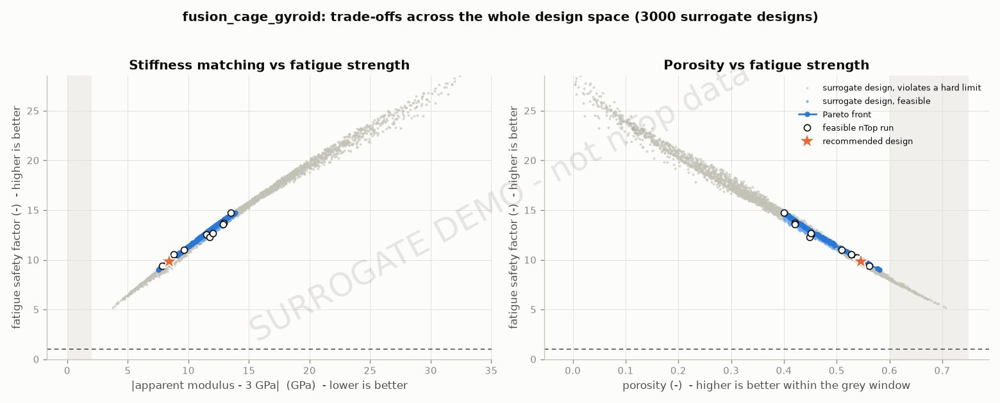 fusion_cage_gyroid: trade-offs across the whole design space (3000 surrogate designs)
Stiffness matching vs fatigue strength
fatigue safety factor (-)  - higher is better
25
20
15
10
5
0
0
5
10
15
20
25
30
35
|apparent modulus - 3 GPa|  (GPa)  - lower is better
Porosity vs fatigue strength
surrogate design, violates a hard limit
surrogate design, feasible
Pareto front
feasible nTop run
recommended design
fatigue safety factor (-)  - higher is better
25
20
15
10
5
0
0.0
0.1
0.2
0.3
0.4
0.5
0.6
0.7
porosity (-)  - higher is better within the grey window
SURROGATE DEMO - not nTop data